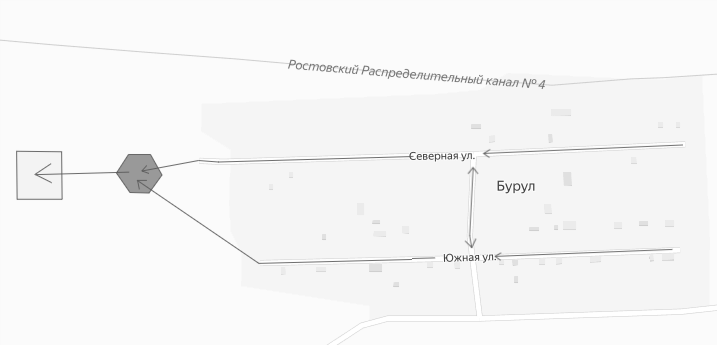 Ростовский Распределительный канал № 4
Северная ул.
Бурул
Южная ул.